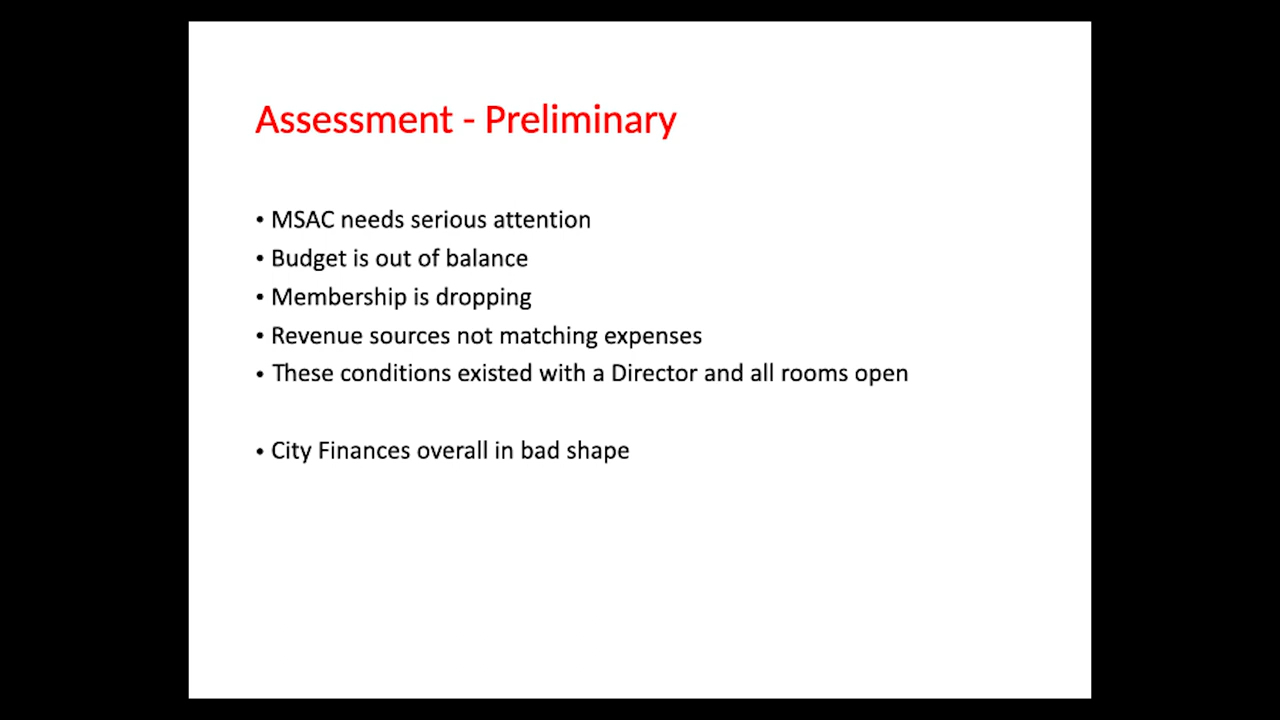 Assessment - Preliminary
• MSAC needs serious attention
• Budget is out of balance
• Membership is dropping
• Revenue sources not matching expenses
• These conditions existed with a Director and all rooms open
• City Finances overall in bad shape